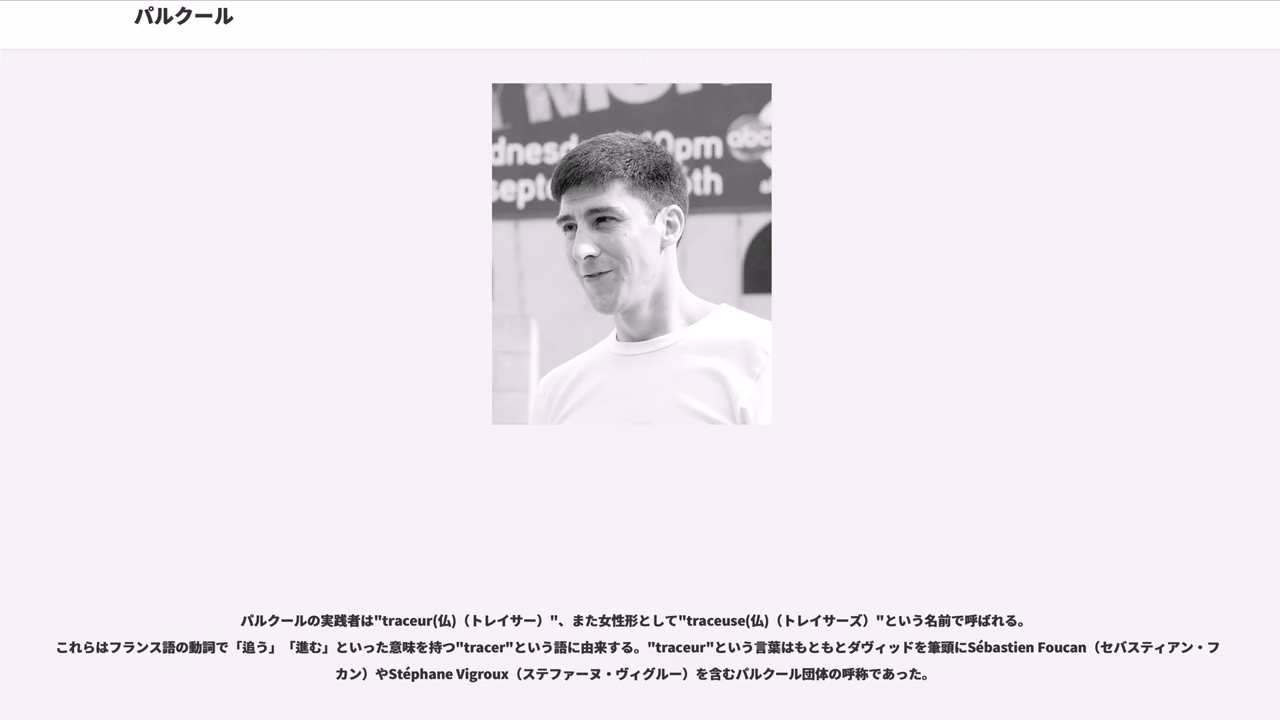 パルクール
Y MON
dnesd 10pm abc
septe 6th
パルクールの実践者は"traceur(仏)（トレイサー）"、また女性形として"traceuse(仏)（トレイサーズ）"という名前で呼ばれる。
これらはフランス語の動詞で「追う」「進む」といった意味を持つ"tracer"という語に由来する。"traceur"という言葉はもともとダヴィッドを筆頭にSébastien Foucan（セバスティアン・フ
カン）やStéphane Vigroux（ステファーヌ・ヴィグルー）を含むパルクール団体の呼称であった。